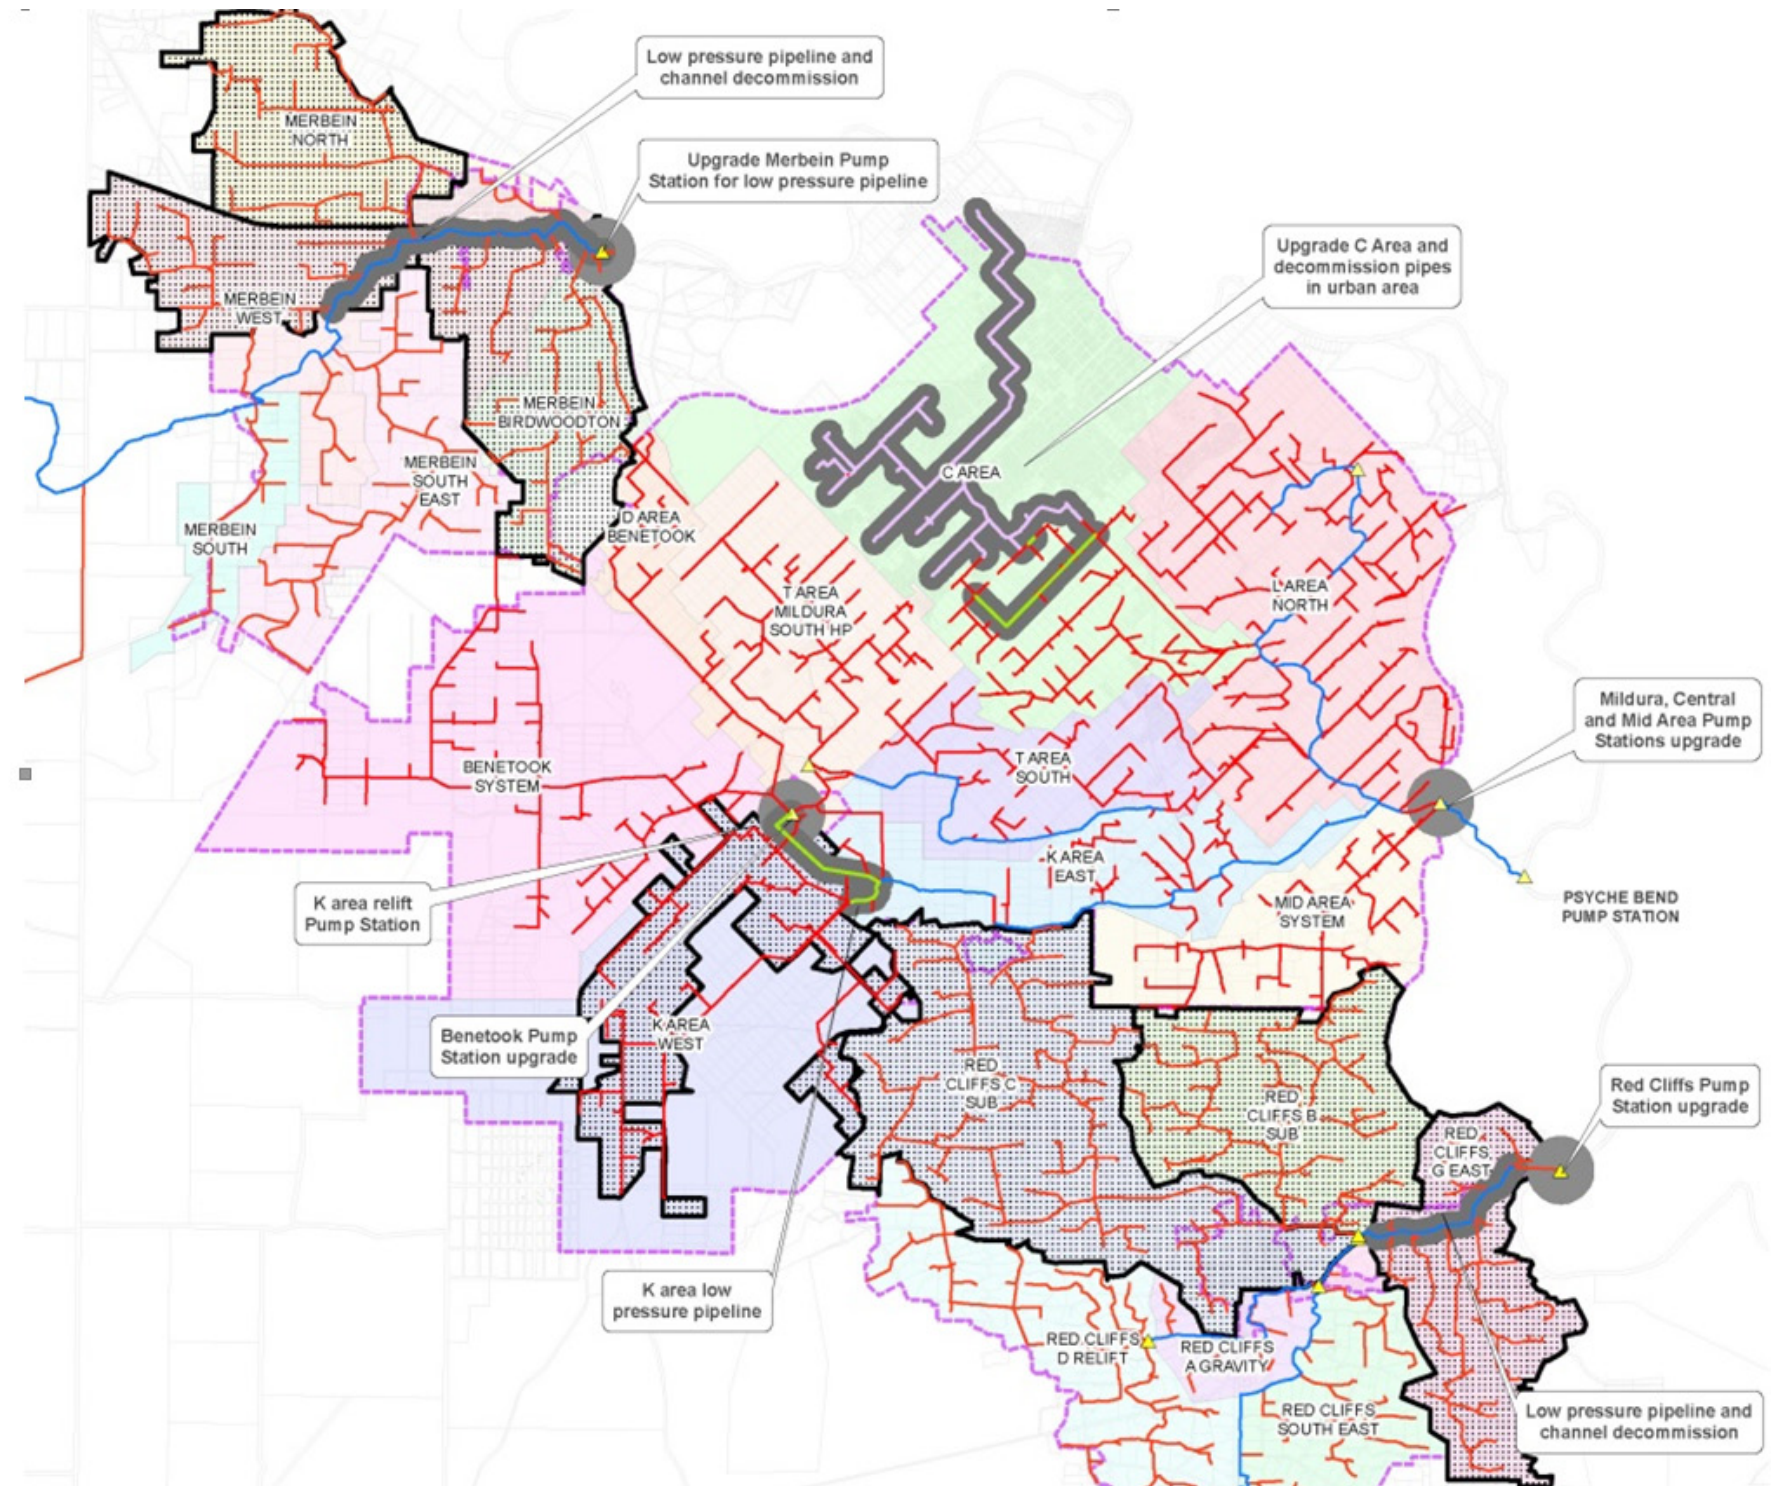 Low pressure pipeline and
channel decommission
MERBEIN
NORTH
Upgrade Merbein Pump
Station for low pressure pipeline
Upgrade C Area and
decommission pipes
in urban area
MERBEIN
WEST
MERBEIN
BIRDWOODTON
MERBEIN
SOUTH
EAST
C AREA
MERBEIN
SOUTH
D AREA
BENETOOK
T AREA
MILDURA
SOUTH HP
L AREA
NORTH
Mildura, Central
and Mid Area Pump
Stations upgrade
BENETOOK
SYSTEM
T AREA
SOUTH
K AREA
EAST
K area relift
Pump Station
MID AREA
SYSTEM
PSYCHE BEND
PUMP STATION
Benetook Pump
Station upgrade
K AREA
WEST
RED
CLIFFS C
SUB
RED
CLIFFS B
SUB
Red Cliffs Pump
Station upgrade
RED
CLIFFS
G EAST
K area low
pressure pipeline
RED CLIFFS
D RELIFT
RED CLIFFS
A GRAVITY
RED CLIFFS
SOUTH EAST
Low pressure pipeline and
channel decommission